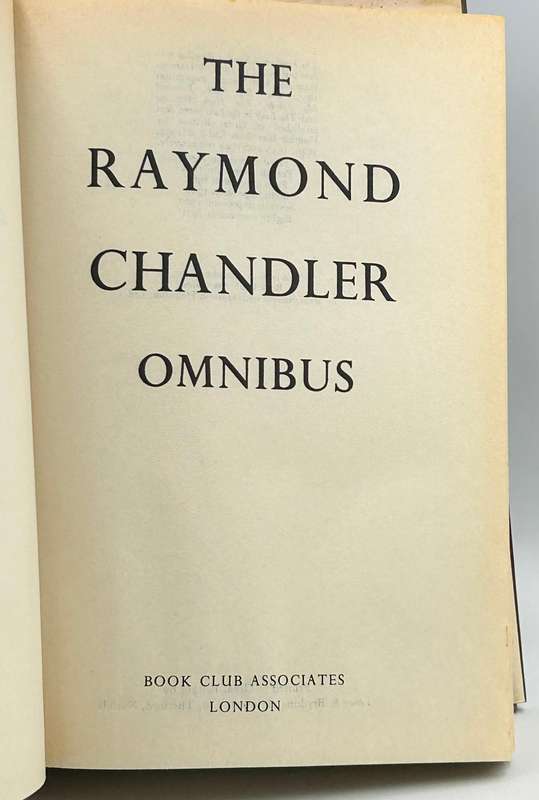 THE
RAYMOND
CHANDLER
OMNIBUS
BOOK CLUB ASSOCIATES
LONDON